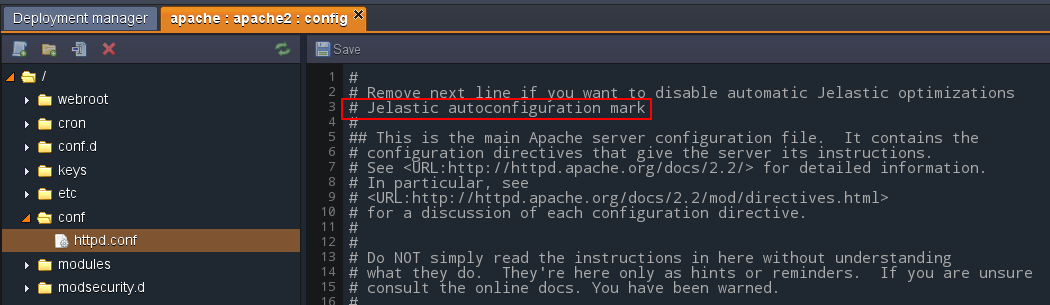 Deployment manager
apache : apache2 : config
Save
/
webroot
cron
conf.d
keys
etc
conf
httpd.conf
modules
modsecurity.d
1 #
2 # Remove next line if you want to disable automatic Jelastic optimizations
3 # Jelastic autoconfiguration mark
4 #
5 ## This is the main Apache server configuration file.  It contains the
6 # configuration directives that give the server its instructions.
7 # See <URL:http://httpd.apache.org/docs/2.2/> for detailed information.
8 # In particular, see
9 # <URL:http://httpd.apache.org/docs/2.2/mod/directives.html>
10 # for a discussion of each configuration directive.
11 #
12 #
13 # Do NOT simply read the instructions in here without understanding
14 # what they do.  They're here only as hints or reminders.  If you are unsure
15 # consult the online docs. You have been warned.
16 #